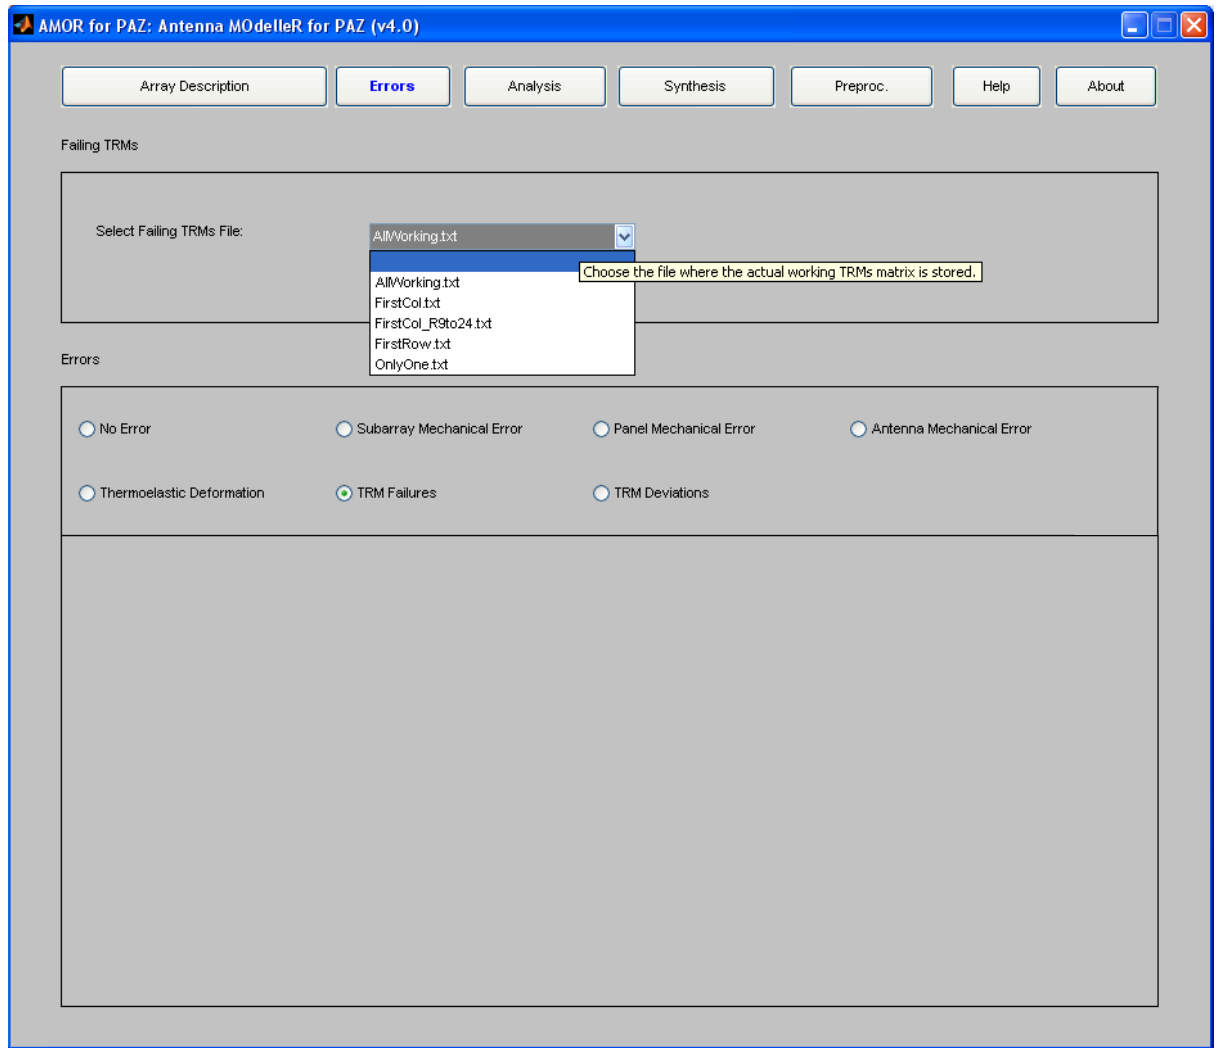 AMOR for PAZ: Antenna MOdelleR for PAZ (v4.0)
Array Description Errors Analysis Synthesis Preproc. Help About
Failing TRMs
Select Failing TRMs File: AllWorking.txt
Choose the file where the actual working TRMs matrix is stored.
AllWorking.txt
FirstCol.txt
FirstCol_R9to24.txt
FirstRow.txt
OnlyOne.txt
Errors
No Error Subarray Mechanical Error Panel Mechanical Error Antenna Mechanical Error
Thermoelastic Deformation TRM Failures TRM Deviations